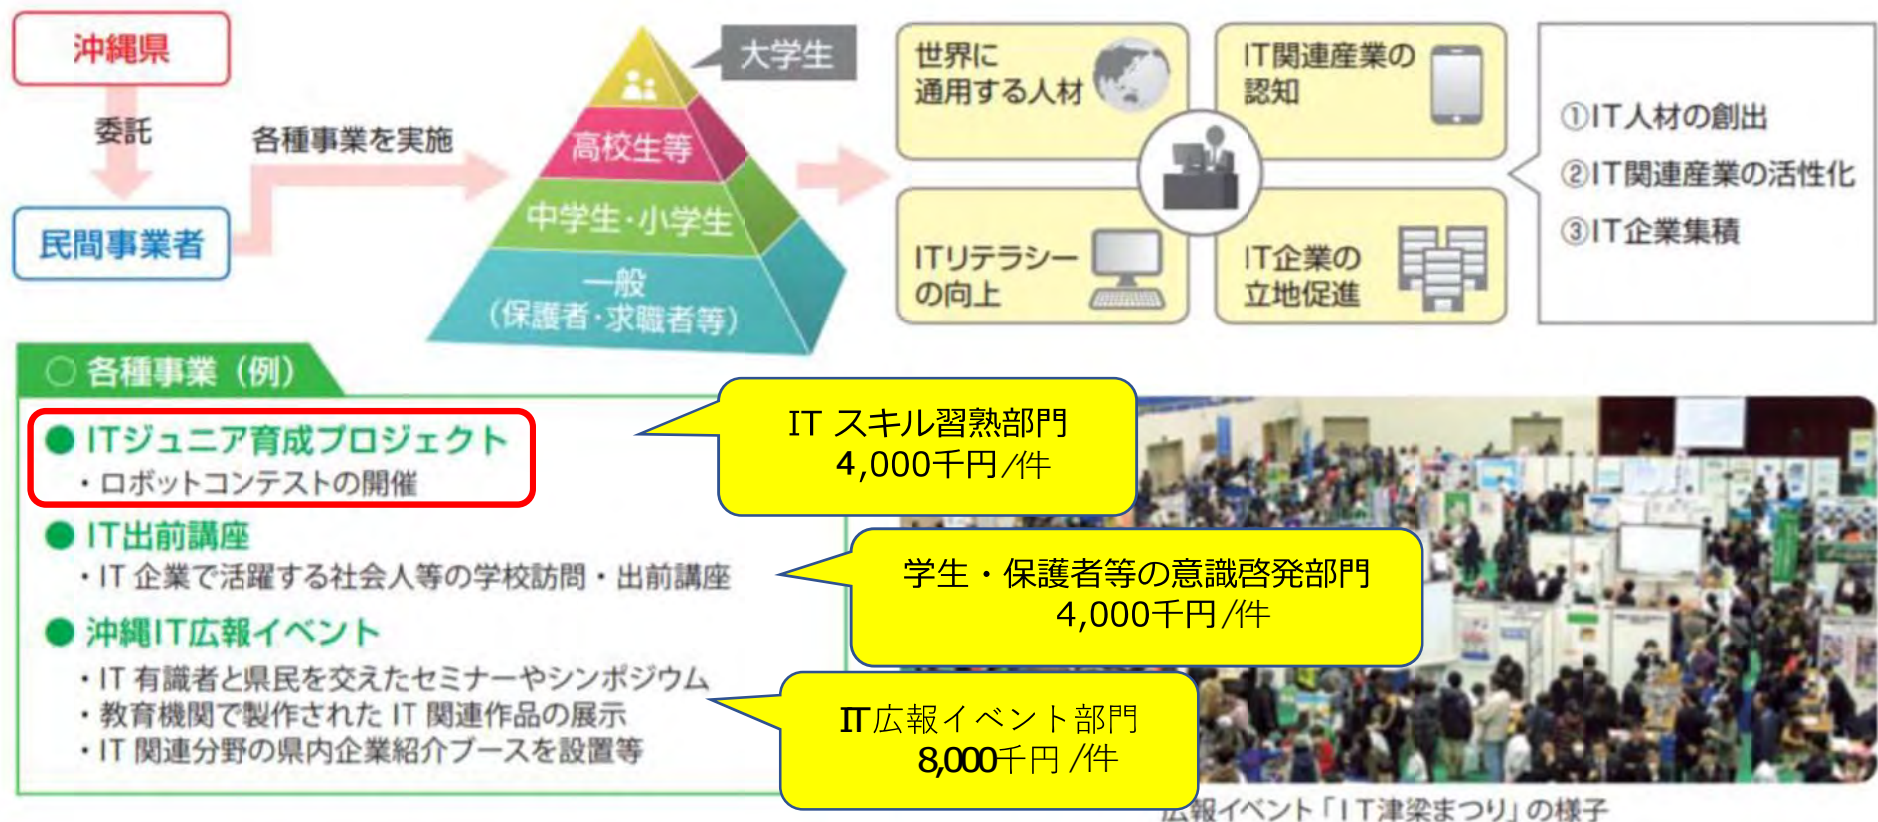 沖縄県
委託
民間事業者
各種事業を実施
大学生
高校生等
中学生・小学生
一般
（保護者・求職者等）
世界に
通用する人材
IT関連産業の
認知
ITリテラシー
の向上
IT企業の
立地促進
①IT人材の創出
②IT関連産業の活性化
③IT企業集積
○ 各種事業（例）
● ITジュニア育成プロジェクト
・ロボットコンテストの開催
● IT出前講座
・IT 企業で活躍する社会人等の学校訪問・出前講座
● 沖縄IT広報イベント
・IT 有識者と県民を交えたセミナーやシンポジウム
・教育機関で製作された IT 関連作品の展示
・IT 関連分野の県内企業紹介ブースを設置等
IT スキル習熟部門
4,000千円/件
学生・保護者等の意識啓発部門
4,000千円/件
IT広報イベント部門
8,000千円/件
広報イベント「IT津梁まつり」の様子